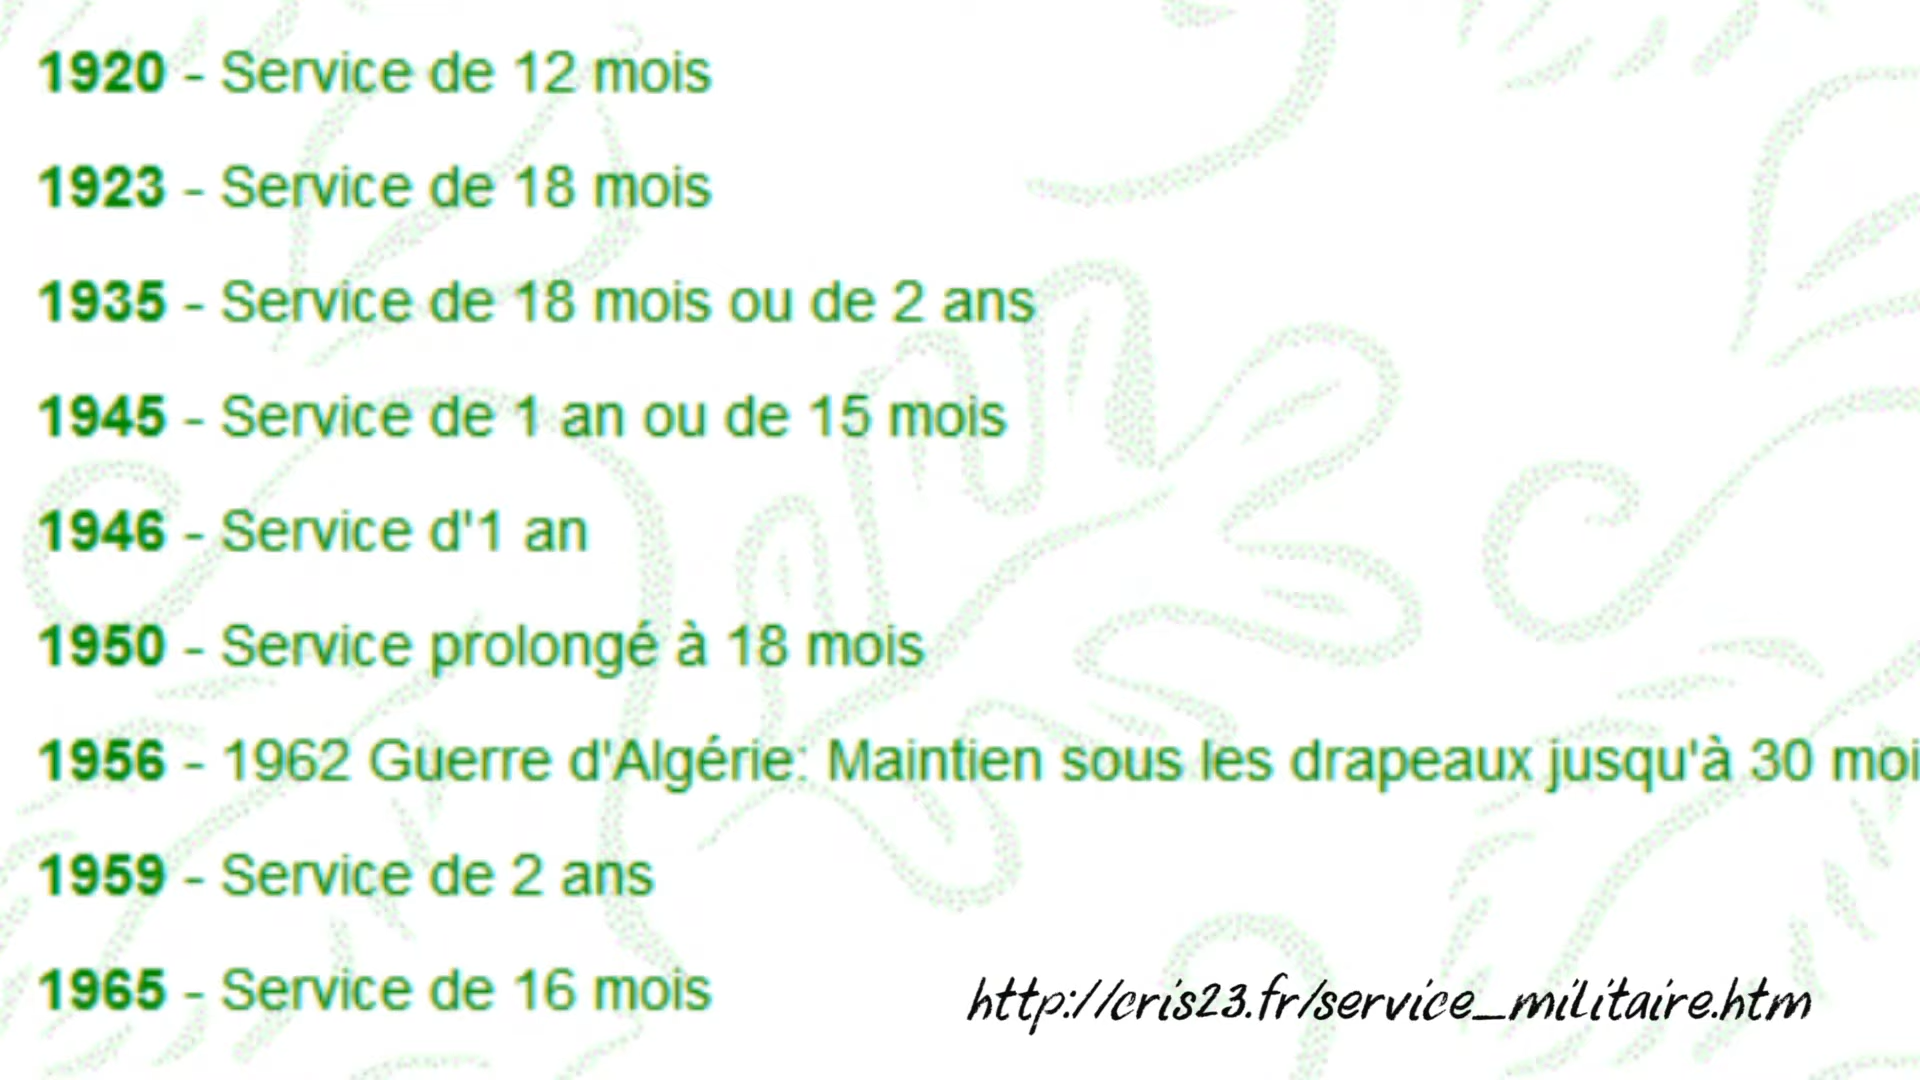 1920 - Service de 12 mois
1923 - Service de 18 mois
1935 - Service de 18 mois ou de 2 ans
1945 - Service de 1 an ou de 15 mois
1946 - Service d'1 an
1950 - Service prolongé à 18 mois
1956 - 1962 Guerre d'Algérie: Maintien sous les drapeaux jusqu'à 30 moi
1959 - Service de 2 ans
1965 - Service de 16 mois
http://cris23.fr/service_militaire.htm